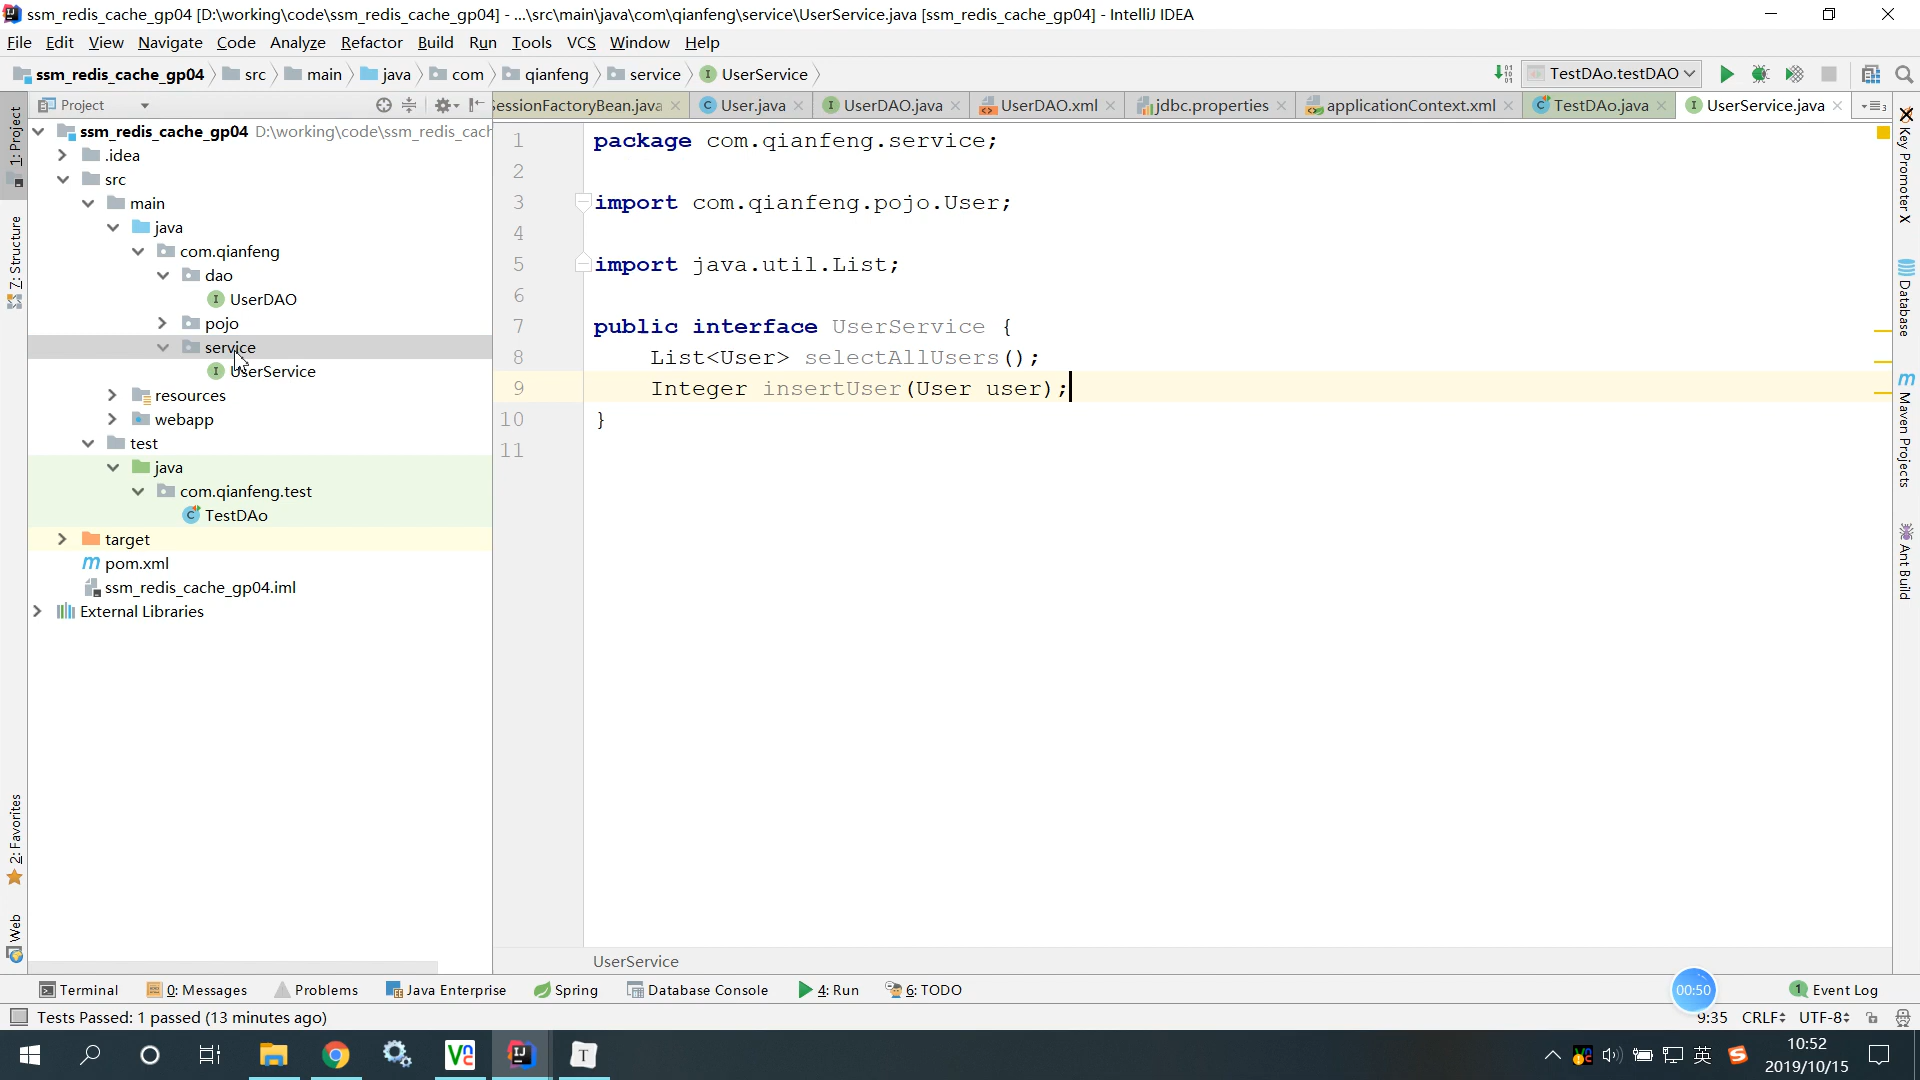 ssm_redis_cache_gp04 [D:\working\code\ssm_redis_cache_gp04] - ...\src\main\java\com\qianfeng\service\UserService.java [ssm_redis_cache_gp04] - IntelliJ IDEA
File Edit View Navigate Code Analyze Refactor Build Run Tools VCS Window Help
ssm_redis_cache_gp04 src main java com qianfeng service UserService
TestDAo.testDAO
Project
essionFactoryBean.java User.java UserDAO.java UserDAO.xml jdbc.properties applicationContext.xml TestDAo.java UserService.java
1: Project
7: Structure
2: Favorites
Web
ssm_redis_cache_gp04 D:\working\code\ssm_redis_cach
.idea
src
main
java
com.qianfeng
dao
UserDAO
pojo
service
UserService
resources
webapp
test
java
com.qianfeng.test
TestDAo
target
pom.xml
ssm_redis_cache_gp04.iml
External Libraries
1 package com.qianfeng.service;
2
3 import com.qianfeng.pojo.User;
4
5 import java.util.List;
6
7 public interface UserService {
8 List<User> selectAllUsers();
9 Integer insertUser(User user);
10 }
11
UserService
Key Promoter X
Database
Maven Projects
Ant Build
Terminal 0: Messages Problems Java Enterprise Spring Database Console 4: Run 6: TODO
00:50
1 Event Log
Tests Passed: 1 passed (13 minutes ago)
9:35 CRLF UTF-8
T
英
10:52
2019/10/15